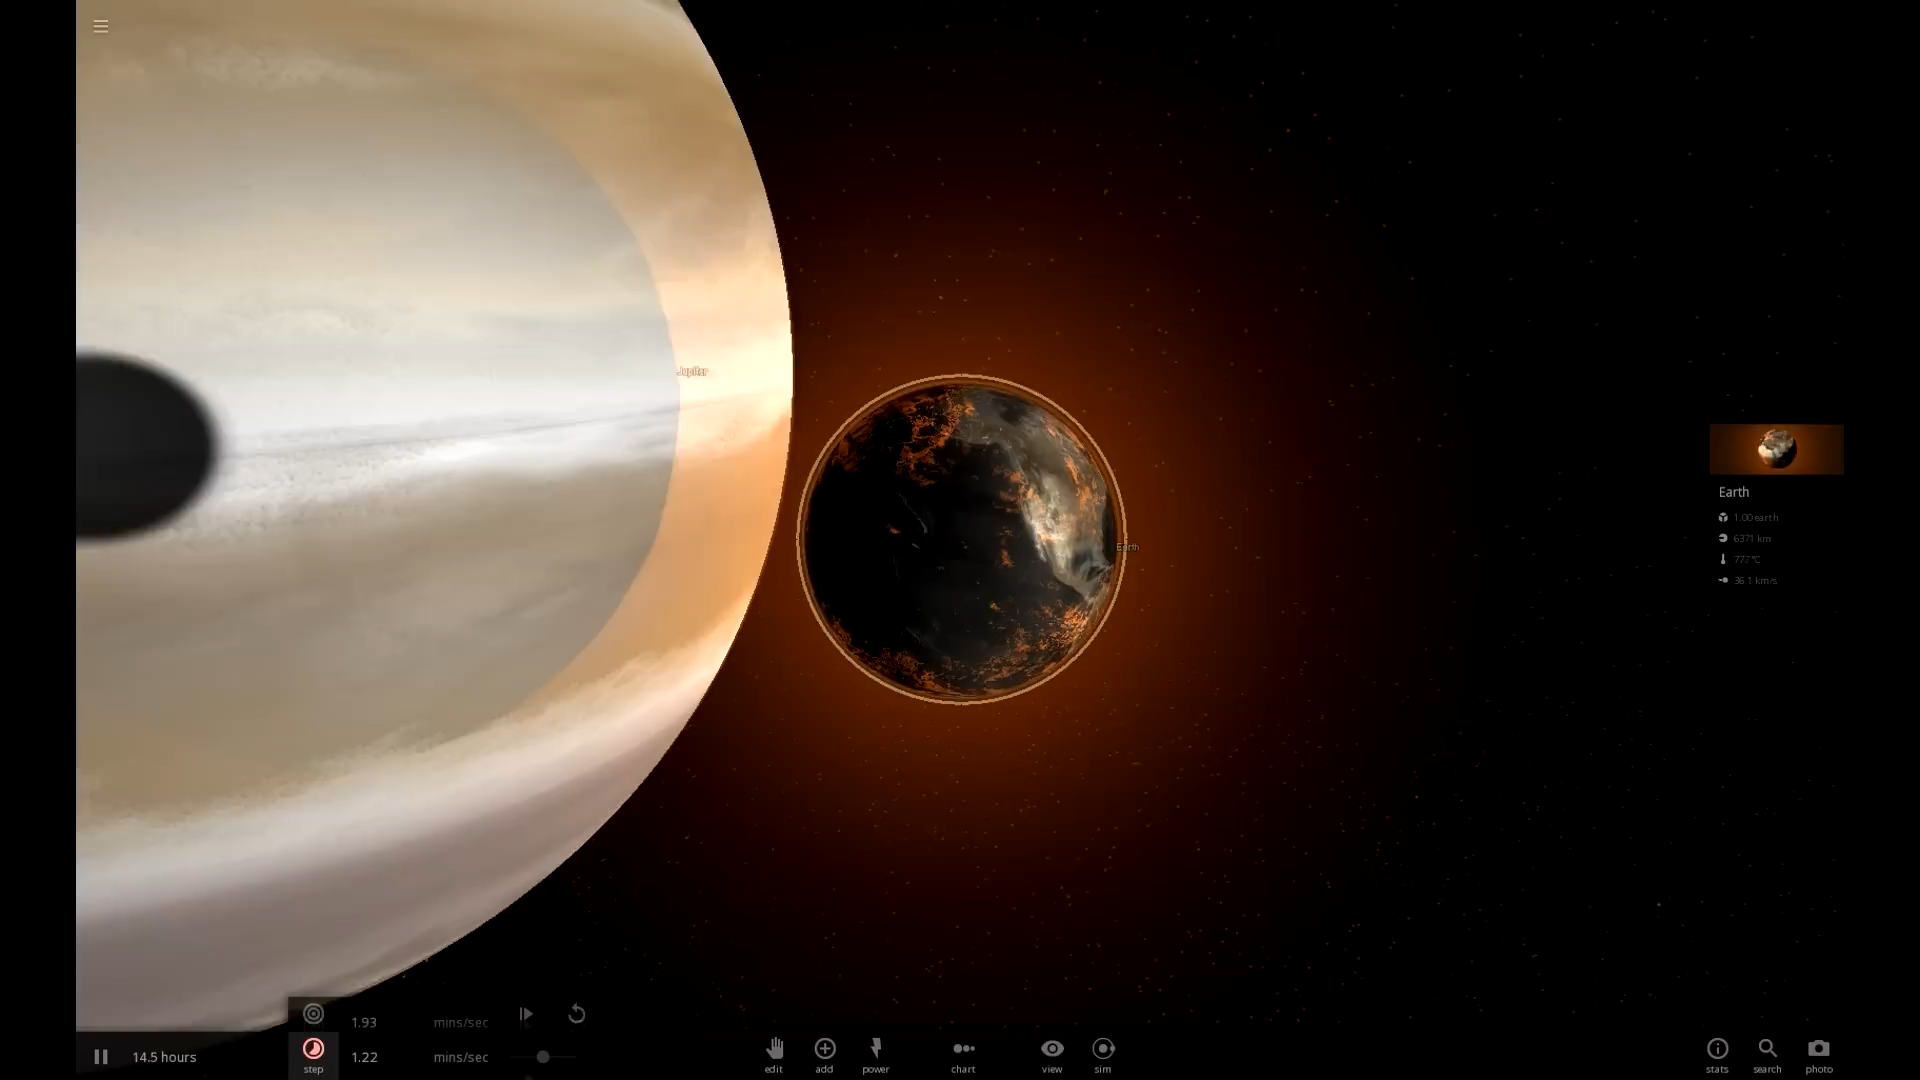 Jupiter
Earth
Earth
1.00 earth
6371 km
777°C
36.1 km/s
1.93 mins/sec
14.5 hours
step
1.22 mins/sec
edit
add
power
chart
view
sim
stats
search
photo